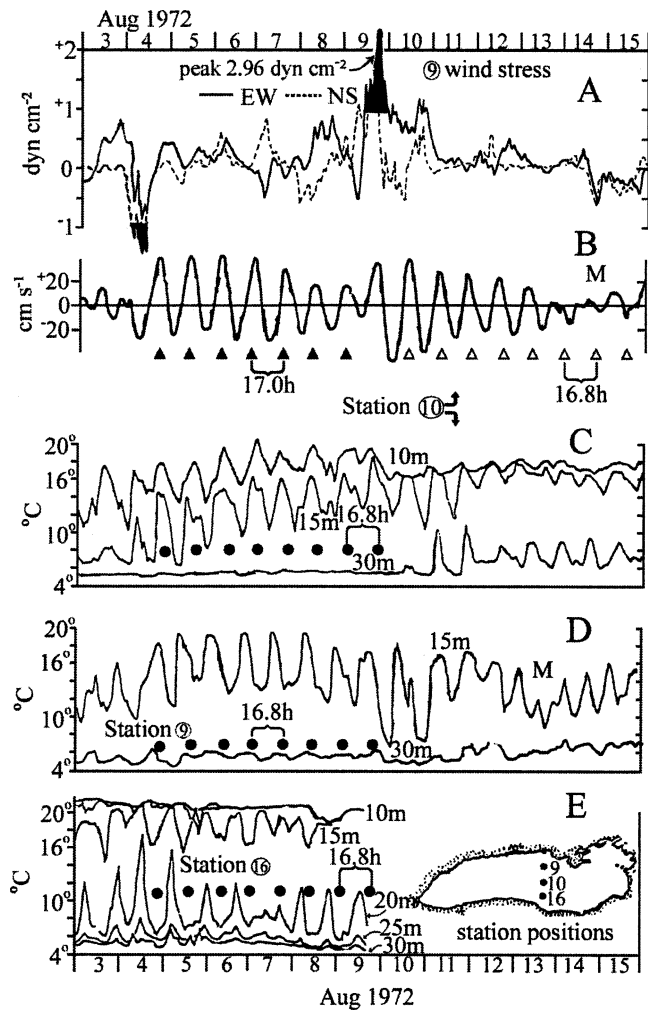 Aug 1972
3 4 5 6 7 8 9 10 11 12 13 14 15
+2
peak 2.96 dyn cm-2
⑨ wind stress
A
EW NS
+1
dyn cm-2
0
-1
B
M
+20
cm s-1
0
20
17.0h
16.8h
Station ⑩
C
20°
10m
16°
°C
15m
16.8h
10°
30m
4°
D
20°
15m
16°
M
°C
10°
Station ⑨
16.8h
30m
4°
E
20°
10m
15m
16°
16.8h
Station ⑯
°C
9
10
16
10°
20m
25m
station positions
30m
4°
3 4 5 6 7 8 9 10 11 12 13 14 15
Aug 1972